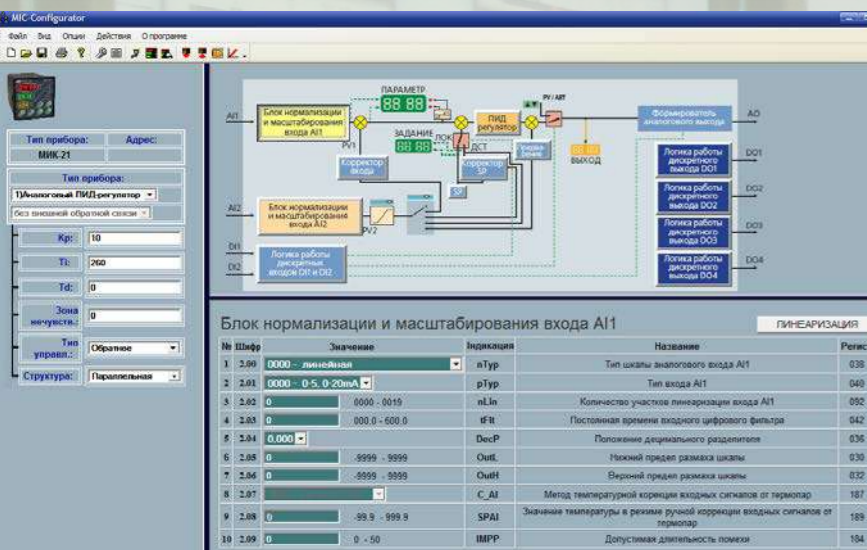 MIC-Configurator
Файл Вид Опции Действия О программе
Тип прибора: Адрес:
МИК-21
Тип прибора:
1)Аналоговый ПИД-регулятор
без внешней обратной связи
Kp: 10
Ti: 260
Td: 0
Зона нечувств.: 0
Тип управл.: Обратное
Структура: Параллельная
AI1
Блок нормализации и масштабирования входа AI1
ПАРАМЕТР
88 88
PV1
ЗАДАНИЕ
88 88
ЛОК
ДСТ
ПИД регулятор
PV / АВТ
ВЫХОД
Формирователь аналогового выхода
AO
Корректор входа
Корректор SP
SP
AI2
Блок нормализации и масштабирования входа AI2
PV2
DI1
DI2
Логика работы дискретных входов DI1 и DI2
Логика работы дискретного выхода DO1
DO1
Логика работы дискретного выхода DO2
DO2
Логика работы дискретного выхода DO3
DO3
Логика работы дискретного выхода DO4
DO4
Блок нормализации и масштабирования входа AI1
ЛИНЕАРИЗАЦИЯ
№ Шифр Значение Індикация Название Регис
1 2.00 0000 - линейная nTyp Тип шкалы аналогового входа AI1 038
2 2.01 0000 - 0-5, 0-20mA pTyp Тип входа AI1 040
3 2.02 0 0000 - 0019 nLin Количество участков линеаризации входа AI1 092
4 2.03 0 000.0 - 600.0 tFlt Постоянная времени входного цифрового фильтра 042
5 2.04 0.000 DecP Положение децимального разделителя 036
6 2.05 0 -9999 - 9999 OutL Нижний предел размаха шкалы 030
7 2.06 0 -9999 - 9999 OutH Верхний предел размаха шкалы 032
8 2.07 C_AI Метод температурной корекции входных сигналов от термопар 187
9 2.08 0 -99.9 - 999.9 SPAI Значение температуры в режиме ручной коррекции входных сигналов от термопар 189
10 2.09 0 0 - 50 IMPP Допустимая длительность помехи 184